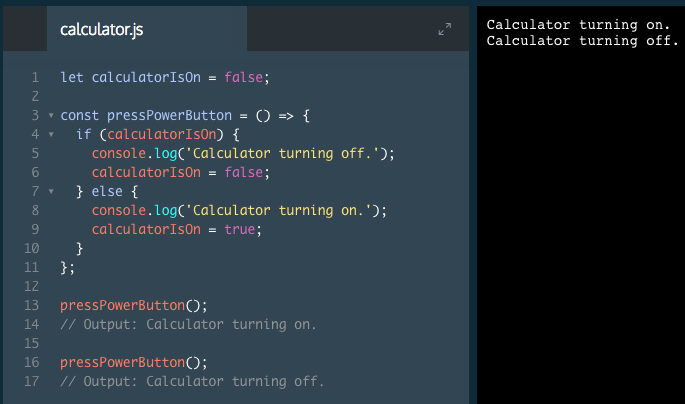 calculator.js
1 let calculatorIsOn = false;
2
3 const pressPowerButton = () => {
4   if (calculatorIsOn) {
5     console.log('Calculator turning off.');
6     calculatorIsOn = false;
7   } else {
8     console.log('Calculator turning on.');
9     calculatorIsOn = true;
10   }
11 };
12
13 pressPowerButton();
14 // Output: Calculator turning on.
15
16 pressPowerButton();
17 // Output: Calculator turning off.
Calculator turning on.
Calculator turning off.